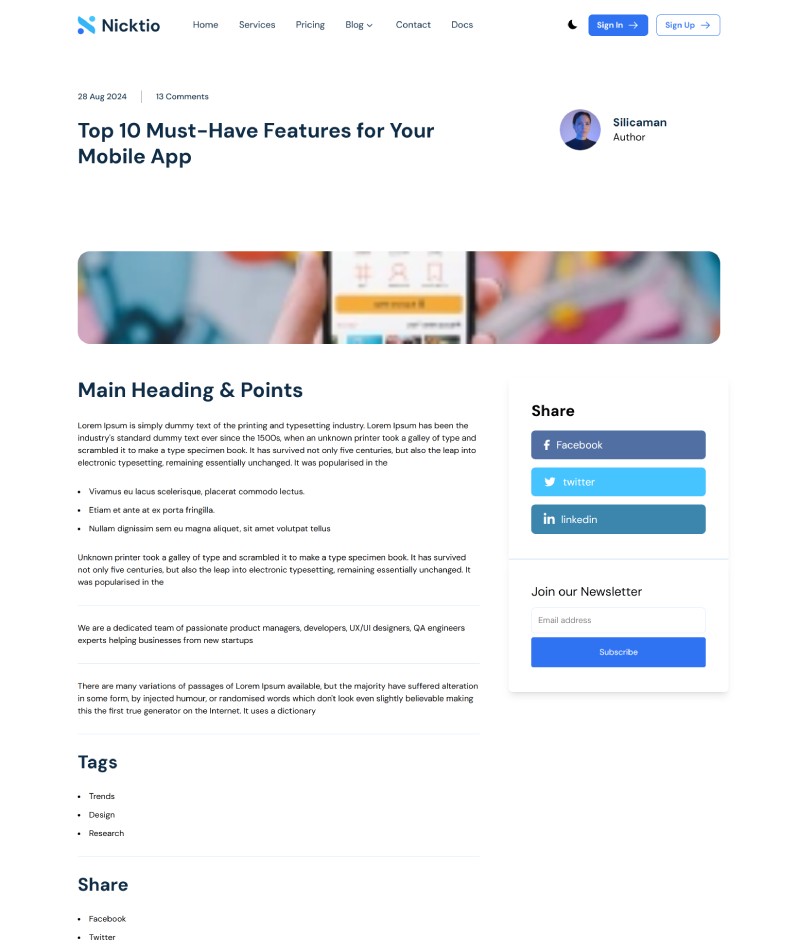 Nicktio
Home
Services
Pricing
Blog
Contact
Docs
Sign In
Sign Up
28 Aug 2024
13 Comments
Top 10 Must-Have Features for Your
Mobile App
Silicaman
Author
Main Heading & Points
Lorem Ipsum is simply dummy text of the printing and typesetting industry. Lorem Ipsum has been the
industry's standard dummy text ever since the 1500s, when an unknown printer took a galley of type and
scrambled it to make a type specimen book. It has survived not only five centuries, but also the leap into
electronic typesetting, remaining essentially unchanged. It was popularised in the
• Vivamus eu lacus scelerisque, placerat commodo lectus.
• Etiam et ante at ex porta fringilla.
• Nullam dignissim sem eu magna aliquet, sit amet volutpat tellus
Unknown printer took a galley of type and scrambled it to make a type specimen book. It has survived
not only five centuries, but also the leap into electronic typesetting, remaining essentially unchanged. It
was popularised in the
We are a dedicated team of passionate product managers, developers, UX/UI designers, QA engineers
experts helping businesses from new startups
There are many variations of passages of Lorem Ipsum available, but the majority have suffered alteration
in some form, by injected humour, or randomised words which don't look even slightly believable making
this the first true generator on the Internet. It uses a dictionary
Tags
• Trends
• Design
• Research
Share
• Facebook
• Twitter
Share
Facebook
twitter
linkedin
Join our Newsletter
Email address
Subscribe